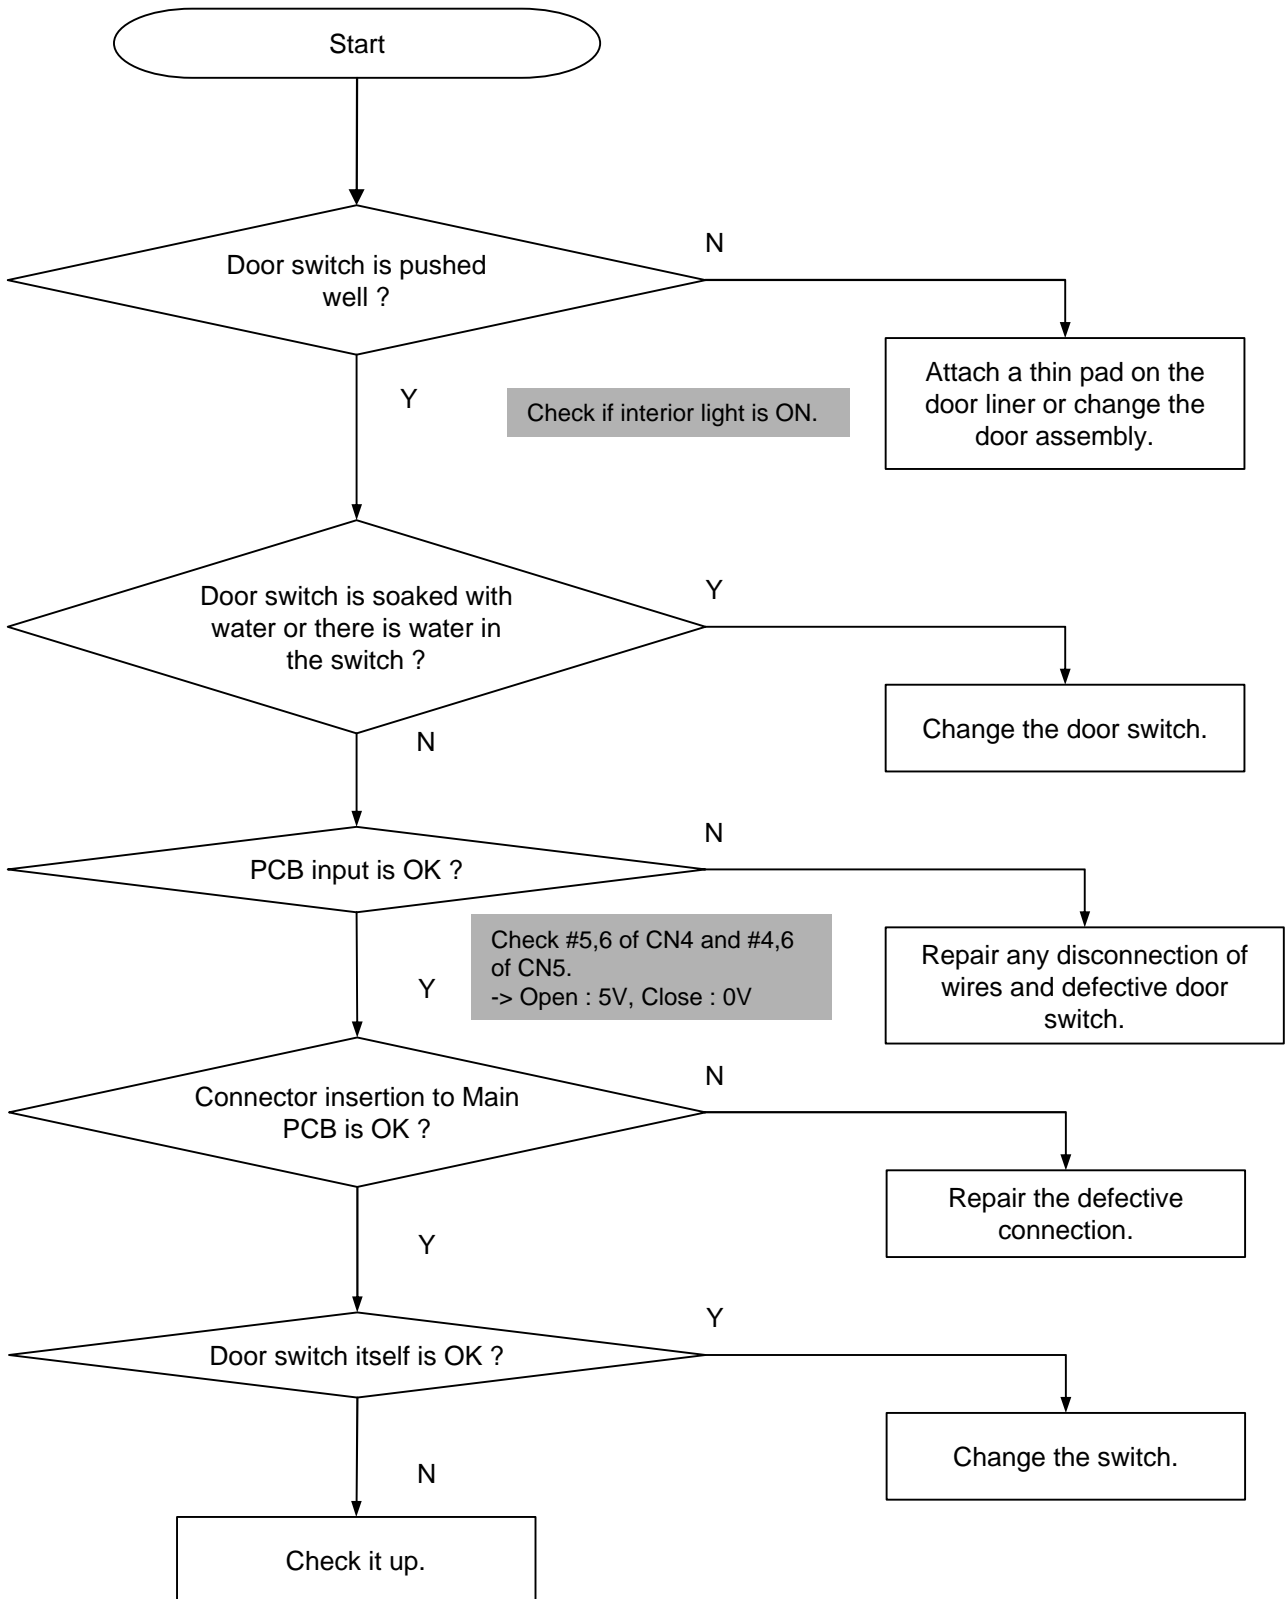 Start
Door switch is pushed
well ?
N
Attach a thin pad on the
door liner or change the
door assembly.
Y
Check if interior light is ON.
Door switch is soaked with
water or there is water in
the switch ?
Y
Change the door switch.
N
PCB input is OK ?
N
Repair any disconnection of
wires and defective door
switch.
Y
Check #5,6 of CN4 and #4,6
of CN5.
-> Open : 5V, Close : 0V
Connector insertion to Main
PCB is OK ?
N
Repair the defective
connection.
Y
Door switch itself is OK ?
Y
Change the switch.
N
Check it up.